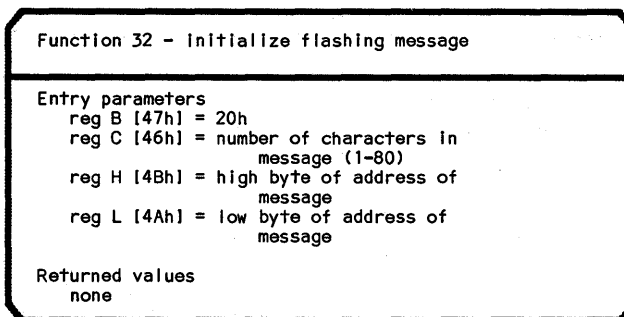 Function 32 - initialize flashing message
Entry parameters
reg B [47h] = 20h
reg C [46h] = number of characters in
message (1-80)
reg H [4Bh] = high byte of address of
message
reg L [4Ah] = low byte of address of
message
Returned values
none